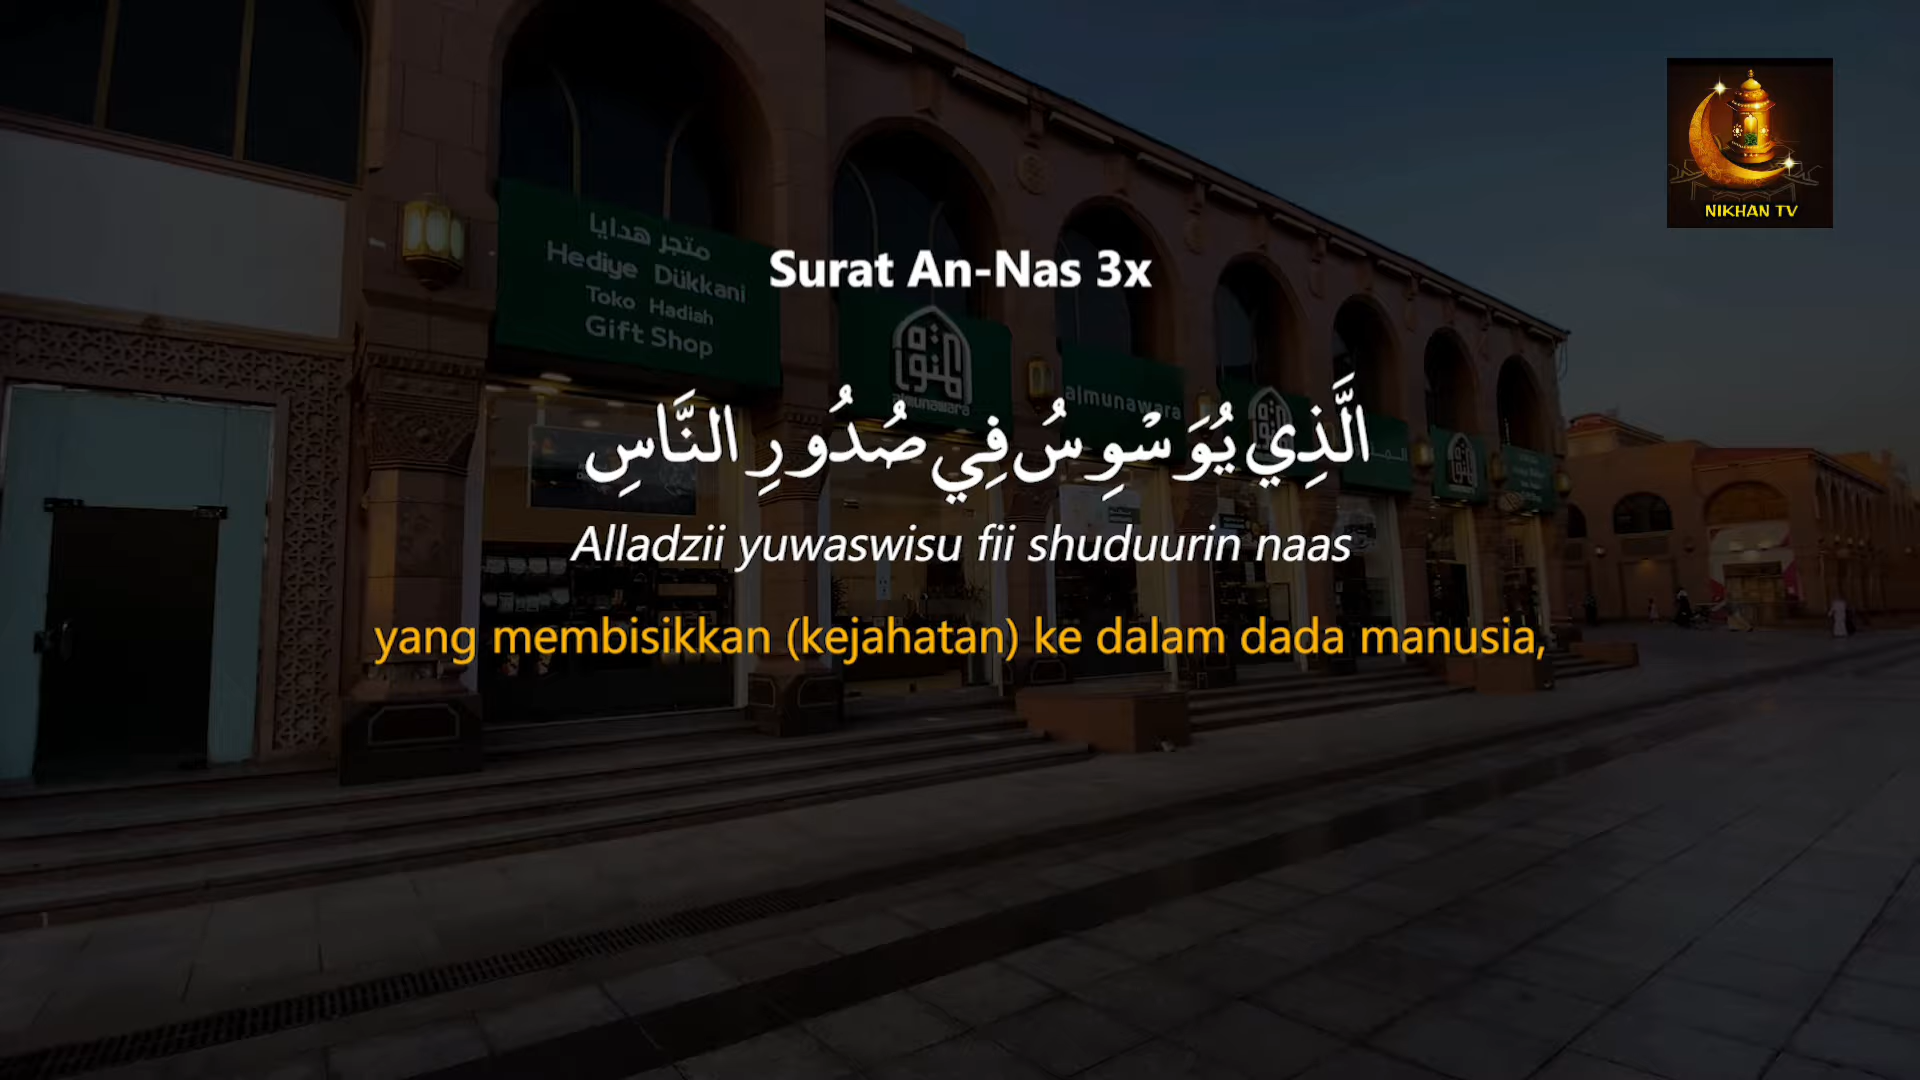 NIKHAN TV
متجر هدايا
Hediye Dükkani
Toko Hadiah
Gift Shop
Surat An-Nas 3x
almunawara
almunawara
الَّذِي يُوَسْوِسُ فِي صُدُورِ النَّاسِ
Alladzii yuwaswisu fii shuduurin naas
yang membisikkan (kejahatan) ke dalam dada manusia,